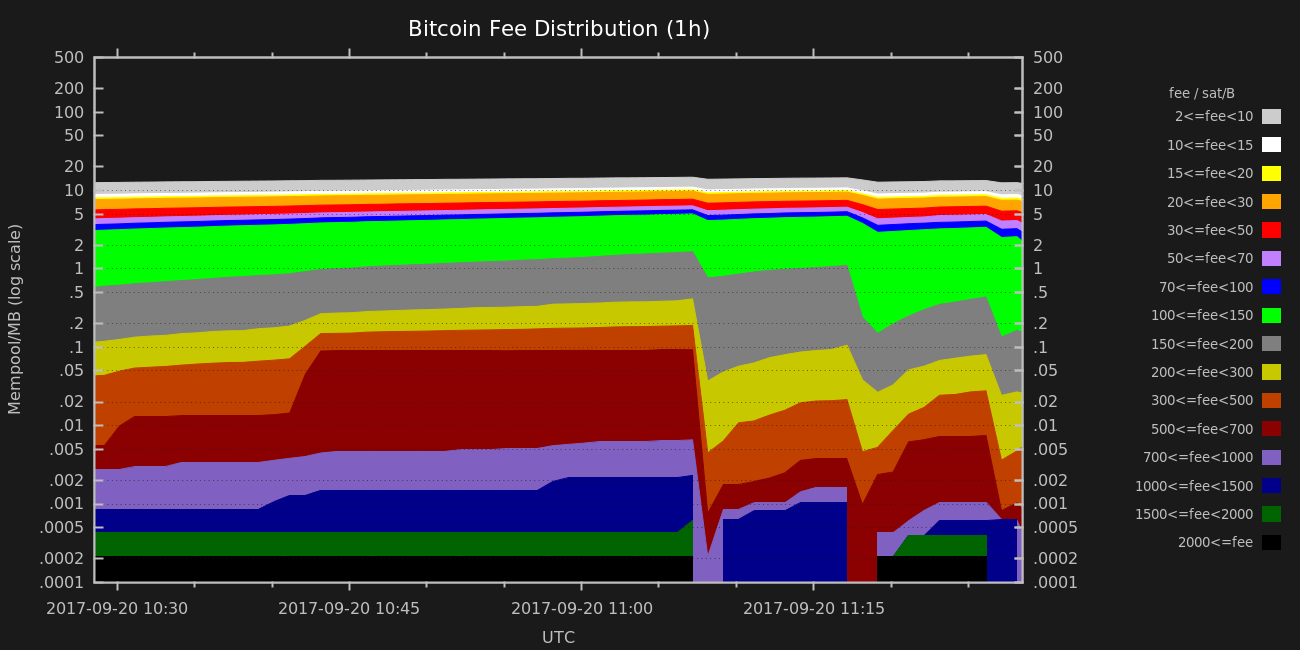 Bitcoin Fee Distribution (1h)
500 500
200 200
100 100
50 50
20 20
10 10
5 5
2 2
1 1
.5 .5
.2 .2
.1 .1
.05 .05
.02 .02
.01 .01
.005 .005
.002 .002
.001 .001
.0005 .0005
.0002 .0002
.0001 .0001
Mempool/MB (log scale)
2017-09-20 10:30 2017-09-20 10:45 2017-09-20 11:00 2017-09-20 11:15
UTC
fee / sat/B
2<=fee<10
10<=fee<15
15<=fee<20
20<=fee<30
30<=fee<50
50<=fee<70
70<=fee<100
100<=fee<150
150<=fee<200
200<=fee<300
300<=fee<500
500<=fee<700
700<=fee<1000
1000<=fee<1500
1500<=fee<2000
2000<=fee